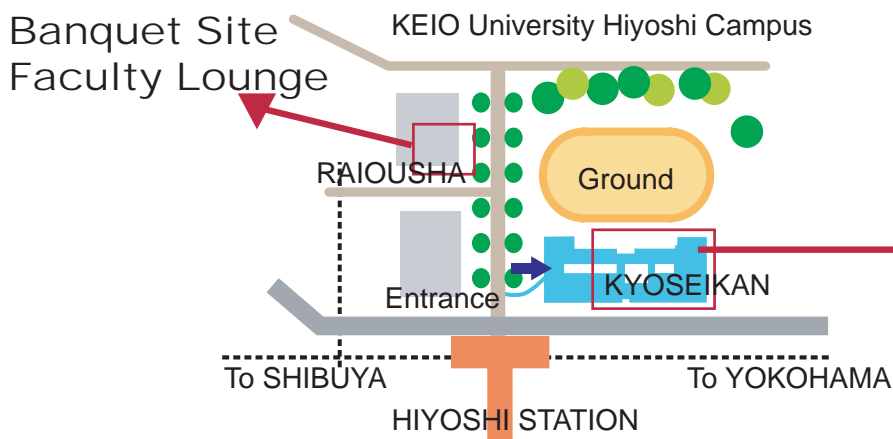 Banquet Site
Faculty Lounge
KEIO University Hiyoshi Campus
RAIOUSHA
Ground
KYOSEIKAN
Entrance
To SHIBUYA
To YOKOHAMA
HIYOSHI STATION